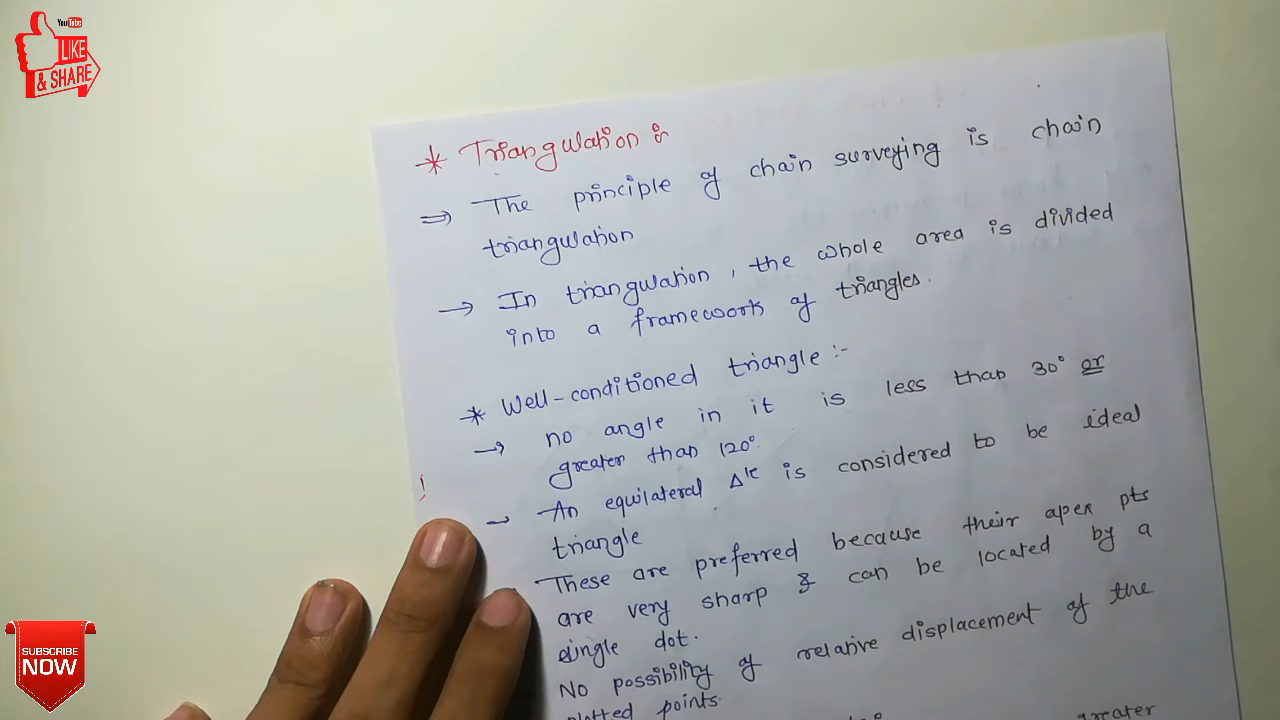 YouTube
LIKE
& SHARE
* Triangulation :-
⇒ The principle of chain surveying is chain
triangulation
→ In triangulation, the whole area is divided
into a framework of triangles.
* Well-conditioned triangle :-
→ no angle in it is less than 30° or
greater than 120°.
→ An equilateral Δle is considered to be ideal
triangle
These are preferred because their apex pts
are very sharp & can be located by a
single dot.
No possibility of relative displacement of the
plotted points.
greater
SUBSCRIBE
NOW